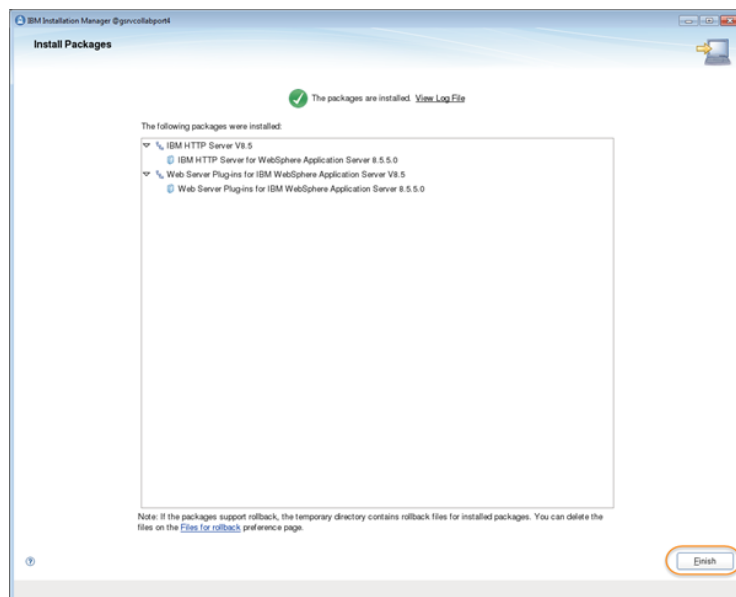 IBM Installation Manager @gsrvcollabport4
Install Packages
The packages are installed. View Log File
The following packages were installed:
IBM HTTP Server V8.5
IBM HTTP Server for WebSphere Application Server 8.5.5.0
Web Server Plug-ins for IBM WebSphere Application Server V8.5
Web Server Plug-ins for IBM WebSphere Application Server 8.5.5.0
Note: If the packages support rollback, the temporary directory contains rollback files for installed packages. You can delete the
files on the Files for rollback preference page.
?
Finish